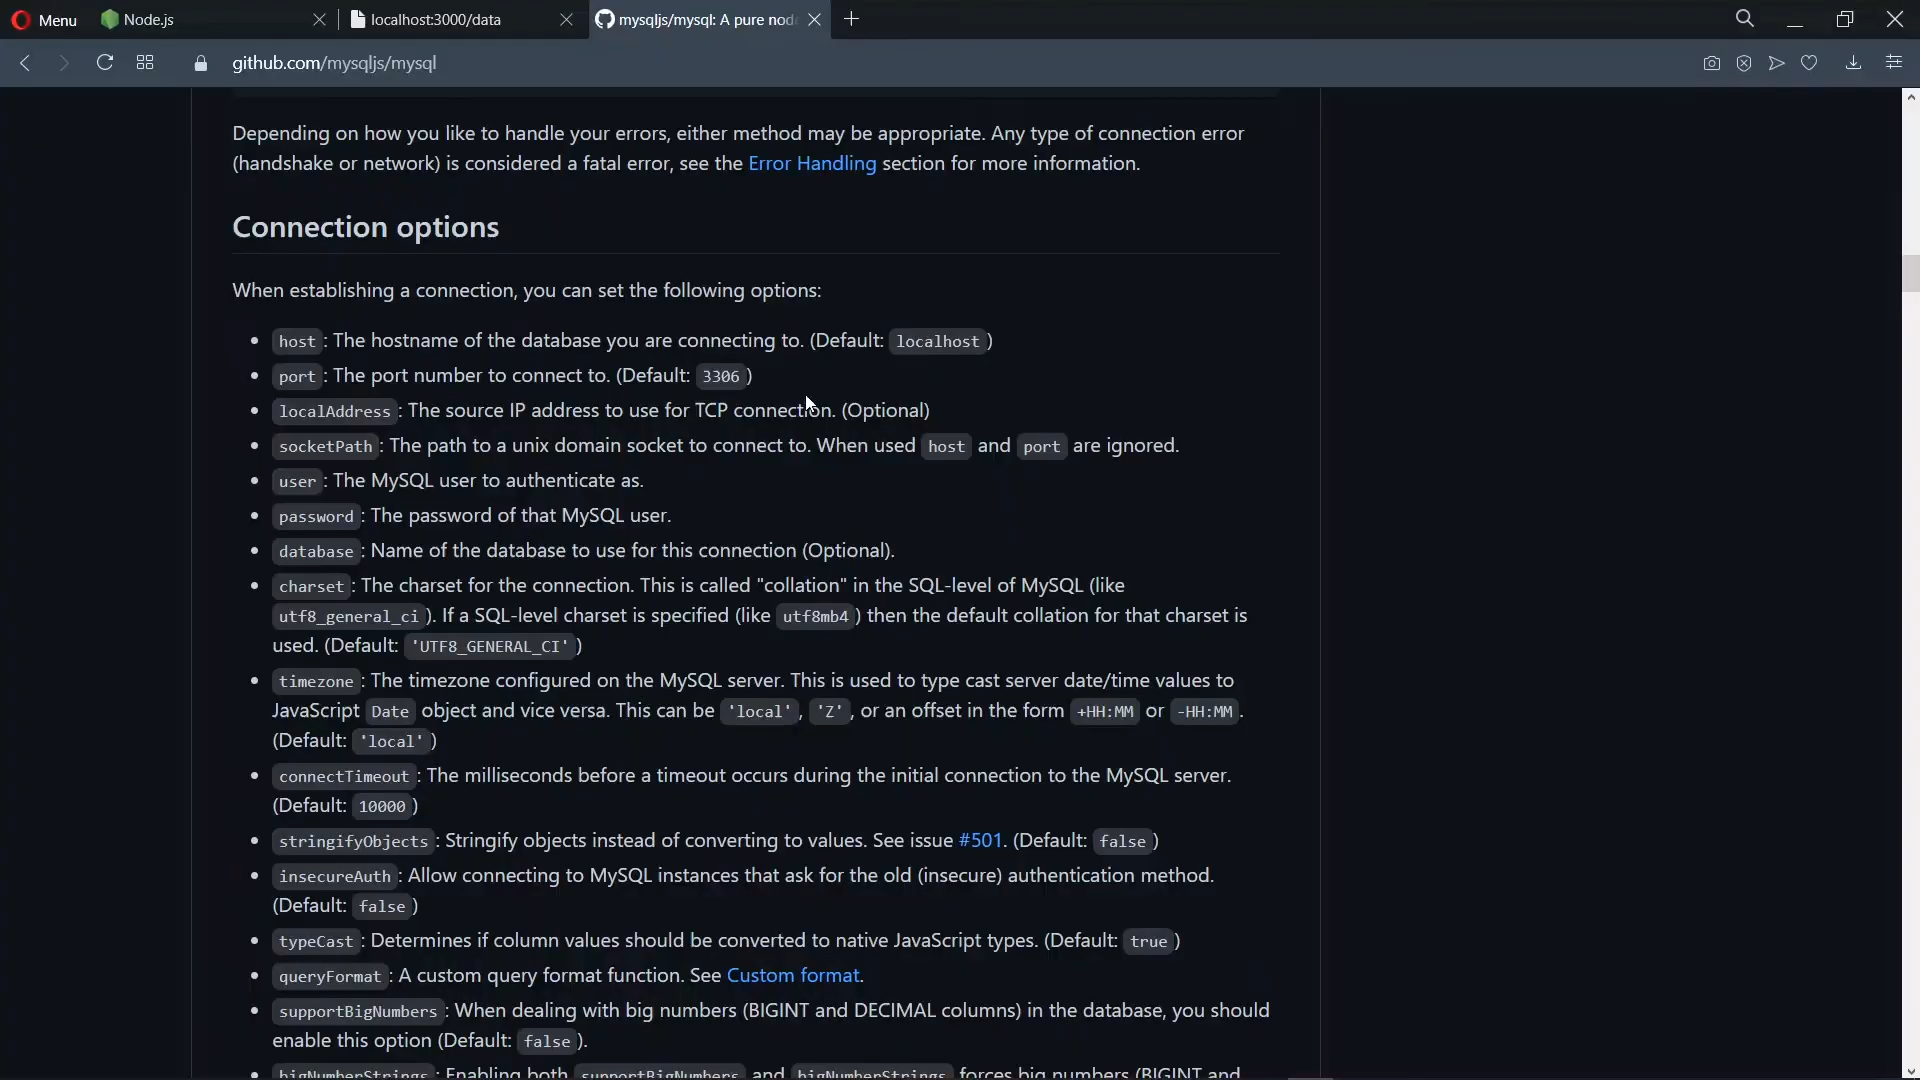 Menu
Node.js
localhost:3000/data
mysqljs/mysql: A pure nod
github.com/mysqljs/mysql
Depending on how you like to handle your errors, either method may be appropriate. Any type of connection error
(handshake or network) is considered a fatal error, see the Error Handling section for more information.
Connection options
When establishing a connection, you can set the following options:
• host : The hostname of the database you are connecting to. (Default: localhost )
• port : The port number to connect to. (Default: 3306 )
• localAddress : The source IP address to use for TCP connection. (Optional)
• socketPath : The path to a unix domain socket to connect to. When used host and port are ignored.
• user : The MySQL user to authenticate as.
• password : The password of that MySQL user.
• database : Name of the database to use for this connection (Optional).
• charset : The charset for the connection. This is called "collation" in the SQL-level of MySQL (like
utf8_general_ci ). If a SQL-level charset is specified (like utf8mb4 ) then the default collation for that charset is
used. (Default: 'UTF8_GENERAL_CI' )
• timezone : The timezone configured on the MySQL server. This is used to type cast server date/time values to
JavaScript Date object and vice versa. This can be 'local' , 'Z' , or an offset in the form +HH:MM or -HH:MM .
(Default: 'local' )
• connectTimeout : The milliseconds before a timeout occurs during the initial connection to the MySQL server.
(Default: 10000 )
• stringifyObjects : Stringify objects instead of converting to values. See issue #501. (Default: false )
• insecureAuth : Allow connecting to MySQL instances that ask for the old (insecure) authentication method.
(Default: false )
• typeCast : Determines if column values should be converted to native JavaScript types. (Default: true )
• queryFormat : A custom query format function. See Custom format.
• supportBigNumbers : When dealing with big numbers (BIGINT and DECIMAL columns) in the database, you should
enable this option (Default: false ).
• bigNumberStrings : Enabling both supportBigNumbers and bigNumberStrings forces big numbers (BIGINT and